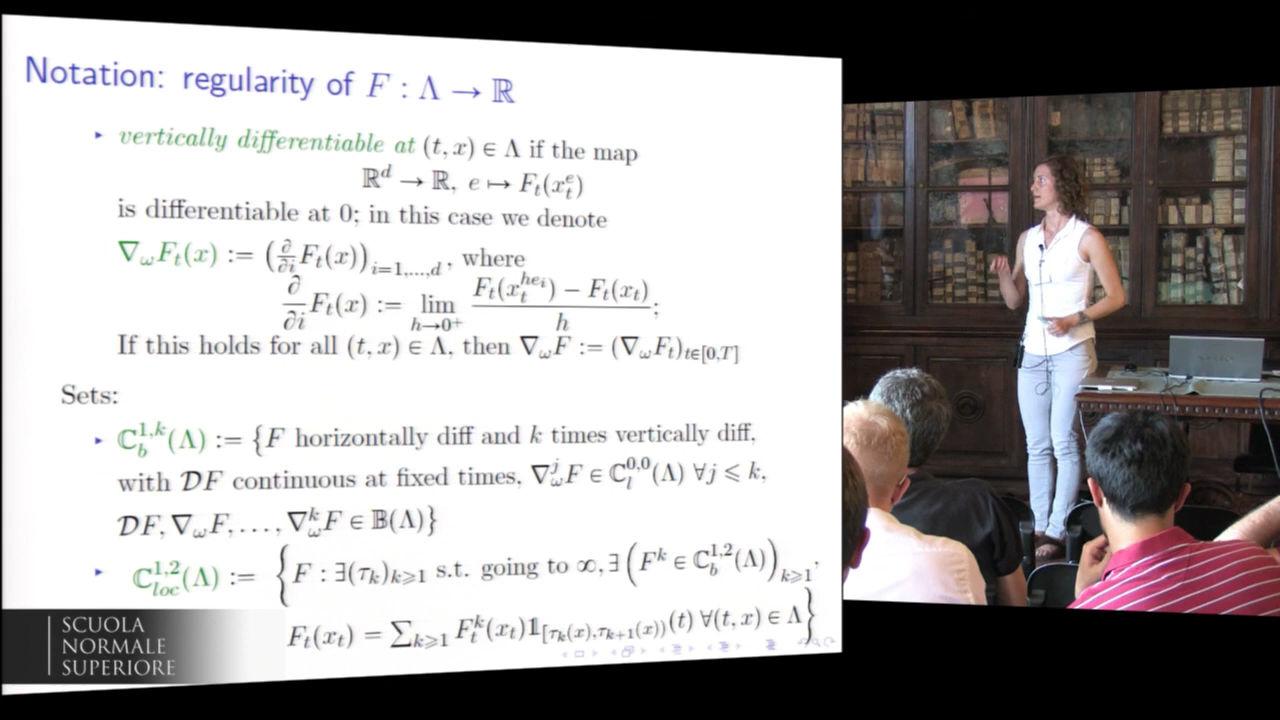 Notation: regularity of F : Λ → ℝ
▸ vertically differentiable at (t, x) ∈ Λ if the map
ℝ^d → ℝ, e ↦ F_t(x_t^e)
is differentiable at 0; in this case we denote
∇_ω F_t(x) := (∂/∂i F_t(x))_{i=1,...,d}, where
∂/∂i F_t(x) := lim_{h→0^+} (F_t(x_t^{he_i}) − F_t(x_t))/h;
If this holds for all (t, x) ∈ Λ, then ∇_ω F := (∇_ω F_t)_{t∈[0,T]}
Sets:
▸ ℂ_b^{1,k}(Λ) := {F horizontally diff and k times vertically diff,
with 𝒟F continuous at fixed times, ∇_ω^j F ∈ ℂ_l^{0,0}(Λ) ∀j ⩽ k,
𝒟F, ∇_ω F, . . . , ∇_ω^k F ∈ 𝔹(Λ)}
▸ ℂ_{loc}^{1,2}(Λ) := {F : ∃(τ_k)_{k⩾1} s.t. going to ∞, ∃ (F^k ∈ ℂ_b^{1,2}(Λ))_{k⩾1},
F_t(x_t) = ∑_{k⩾1} F_t^k(x_t)𝟙_{[τ_k(x),τ_{k+1}(x))}(t) ∀(t, x) ∈ Λ}
SCUOLA
NORMALE
SUPERIORE